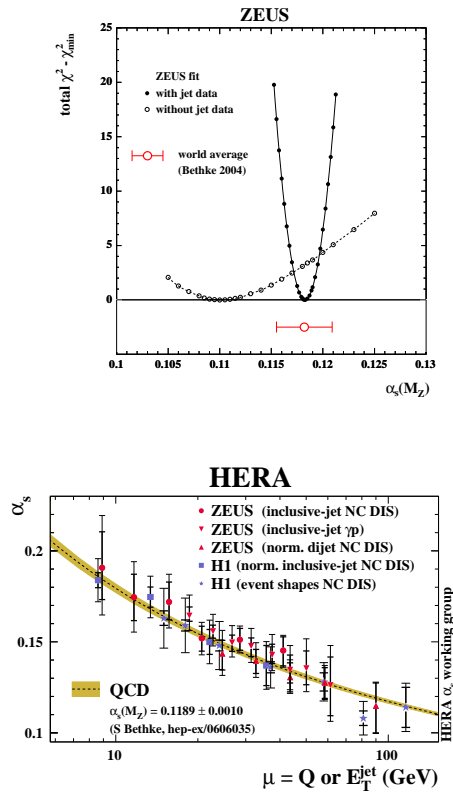 ZEUS
total χ² - χ²min
25
20
15
10
5
0
ZEUS fit
with jet data
without jet data
world average
(Bethke 2004)
0.1 0.105 0.11 0.115 0.12 0.125 0.13
αs(MZ)
HERA
αs
0.2
0.15
0.1
ZEUS (inclusive-jet NC DIS)
ZEUS (inclusive-jet γp)
ZEUS (norm. dijet NC DIS)
H1 (norm. inclusive-jet NC DIS)
H1 (event shapes NC DIS)
QCD
αs(MZ) = 0.1189 ± 0.0010
(S Bethke, hep-ex/0606035)
HERA αs working group
10 100
μ = Q or E_T^jet (GeV)